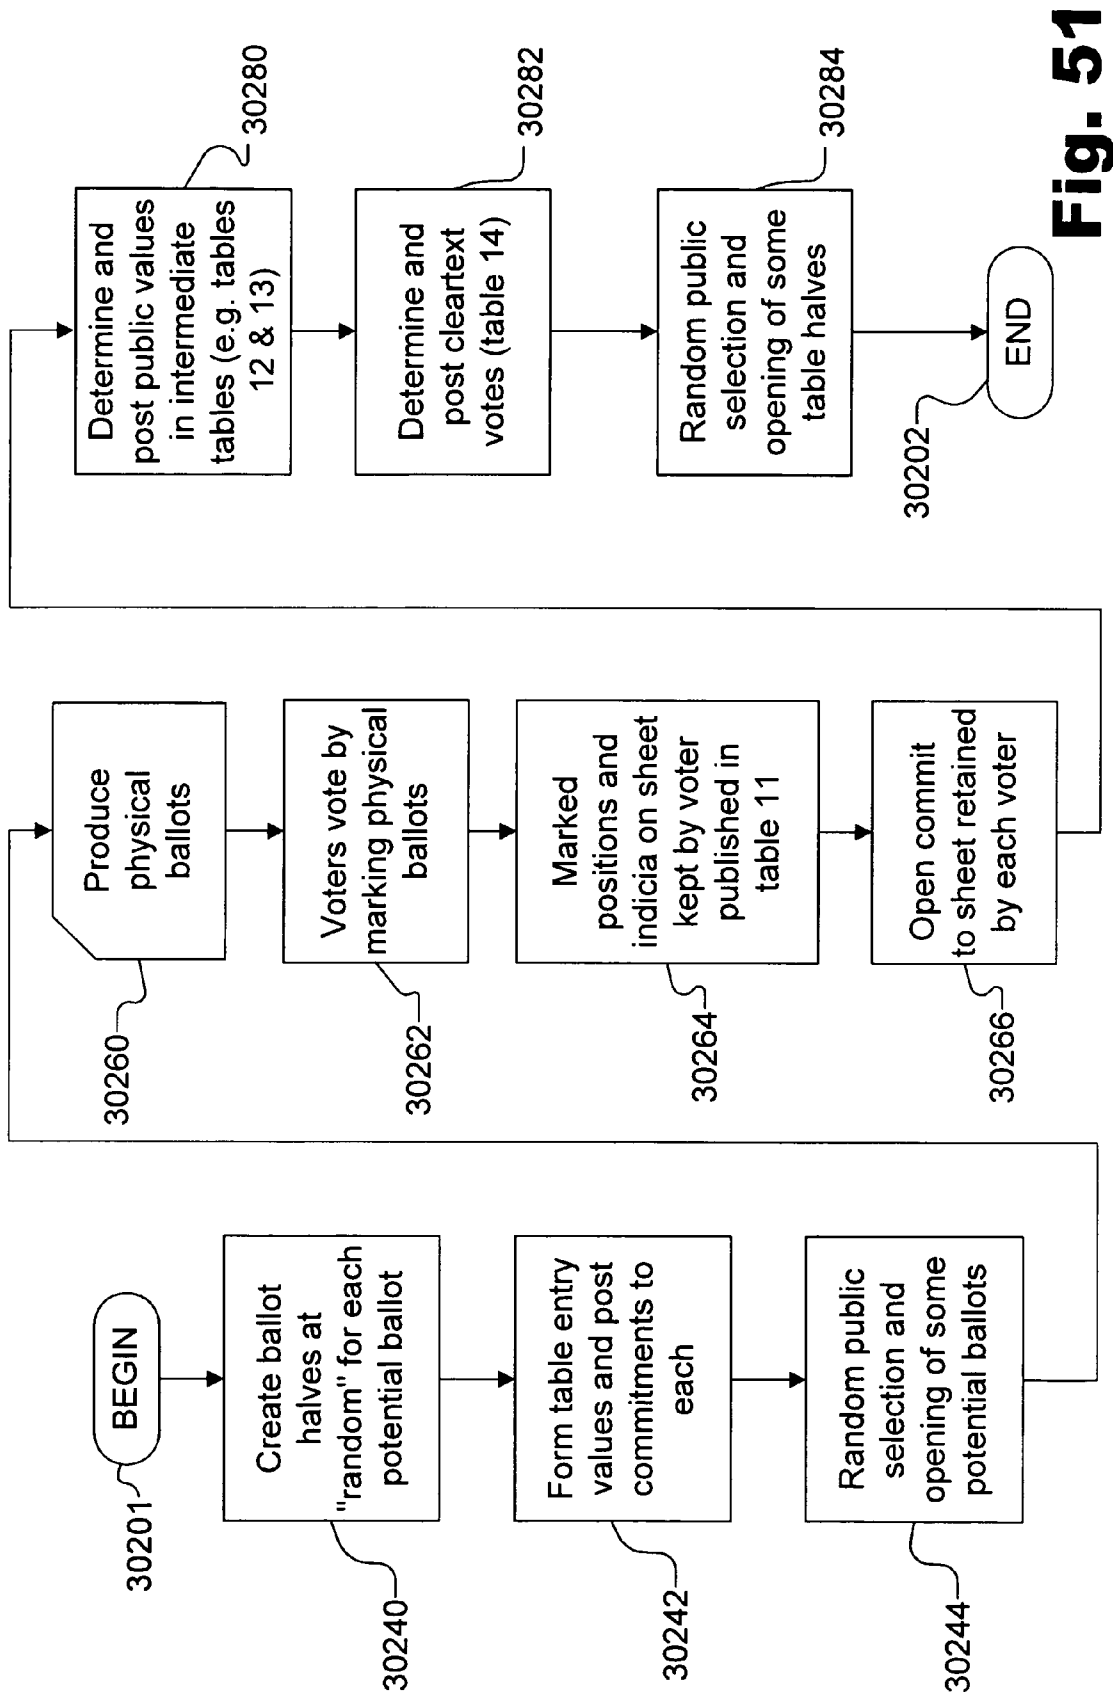 BEGIN
30201
Create ballot
halves at
"random" for each
potential ballot
30240
Form table entry
values and post
commitments to
each
30242
Random public
selection and
opening of some
potential ballots
30244
Produce
physical
ballots
30260
Voters vote by
marking physical
ballots
30262
Marked
positions and
indicia on sheet
kept by voter
published in
table 11
30264
Open commit
to sheet retained
by each voter
30266
Determine and
post public values
in intermediate
tables (e.g. tables
12 & 13)
30280
Determine and
post cleartext
votes (table 14)
30282
Random public
selection and
opening of some
table halves
30284
END
30202
Fig. 51